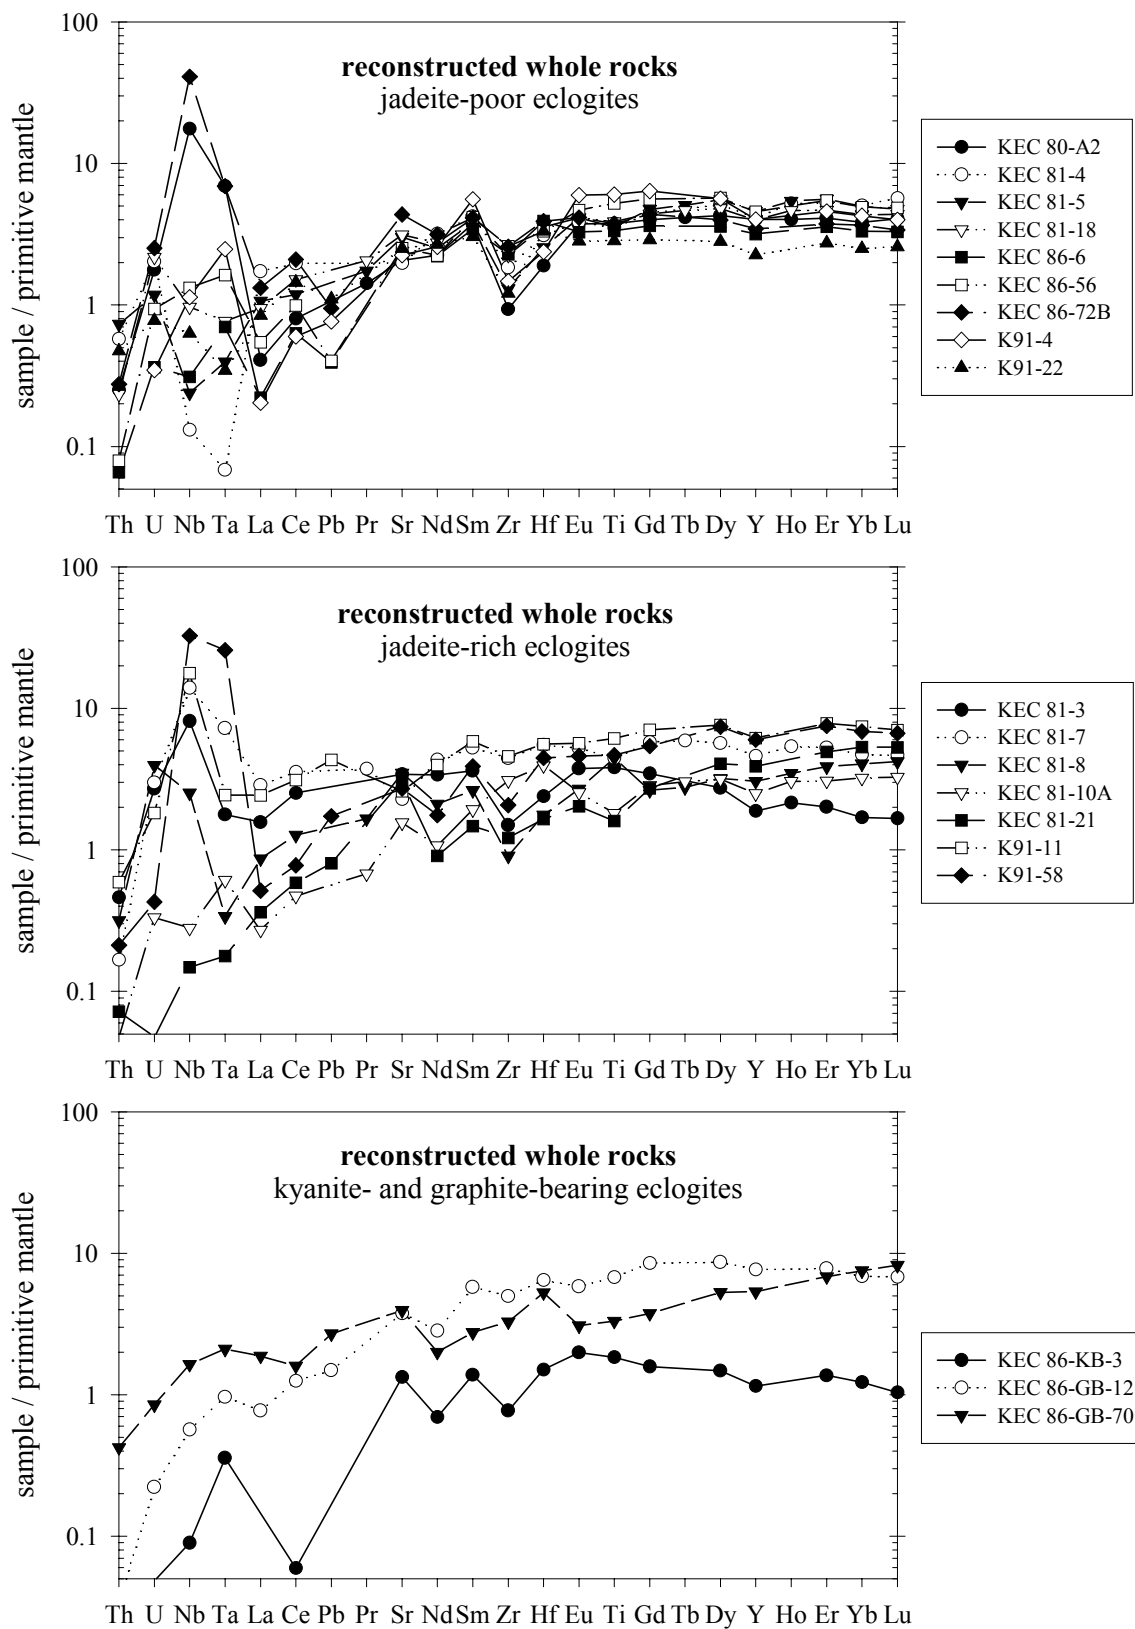 100
10
1
0.1
sample / primitive mantle
reconstructed whole rocks
jadeite-poor eclogites
Th U Nb Ta La Ce Pb Pr Sr Nd Sm Zr Hf Eu Ti Gd Tb Dy Y Ho Er Yb Lu
KEC 80-A2
KEC 81-4
KEC 81-5
KEC 81-18
KEC 86-6
KEC 86-56
KEC 86-72B
K91-4
K91-22
100
10
1
0.1
sample / primitive mantle
reconstructed whole rocks
jadeite-rich eclogites
Th U Nb Ta La Ce Pb Pr Sr Nd Sm Zr Hf Eu Ti Gd Tb Dy Y Ho Er Yb Lu
KEC 81-3
KEC 81-7
KEC 81-8
KEC 81-10A
KEC 81-21
K91-11
K91-58
100
10
1
0.1
sample / primitive mantle
reconstructed whole rocks
kyanite- and graphite-bearing eclogites
Th U Nb Ta La Ce Pb Pr Sr Nd Sm Zr Hf Eu Ti Gd Tb Dy Y Ho Er Yb Lu
KEC 86-KB-3
KEC 86-GB-12
KEC 86-GB-70